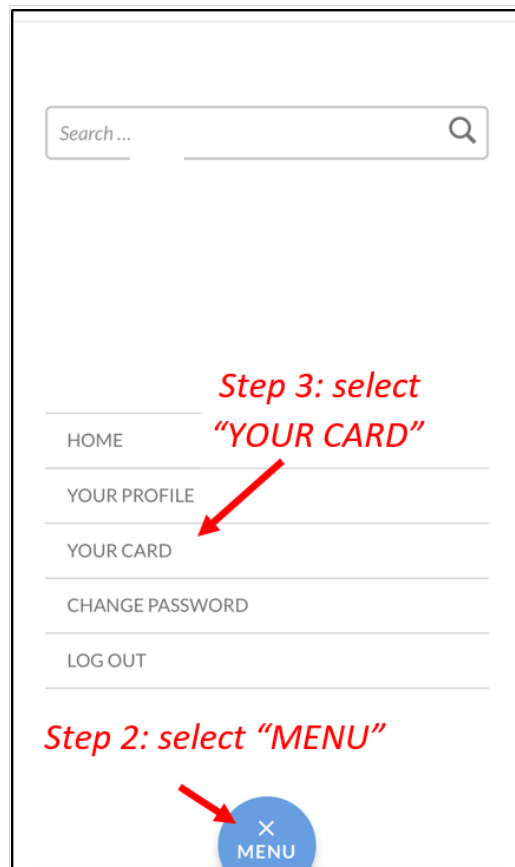 Search ...
Step 3: select
“YOUR CARD”
HOME
YOUR PROFILE
YOUR CARD
CHANGE PASSWORD
LOG OUT
Step 2: select “MENU”
MENU